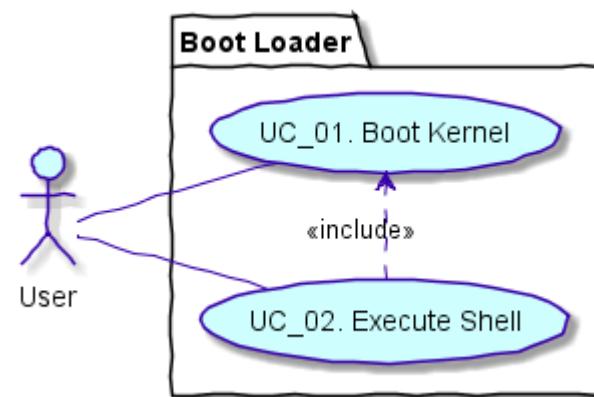 Boot Loader
UC_01. Boot Kernel
«include»
User
UC_02. Execute Shell